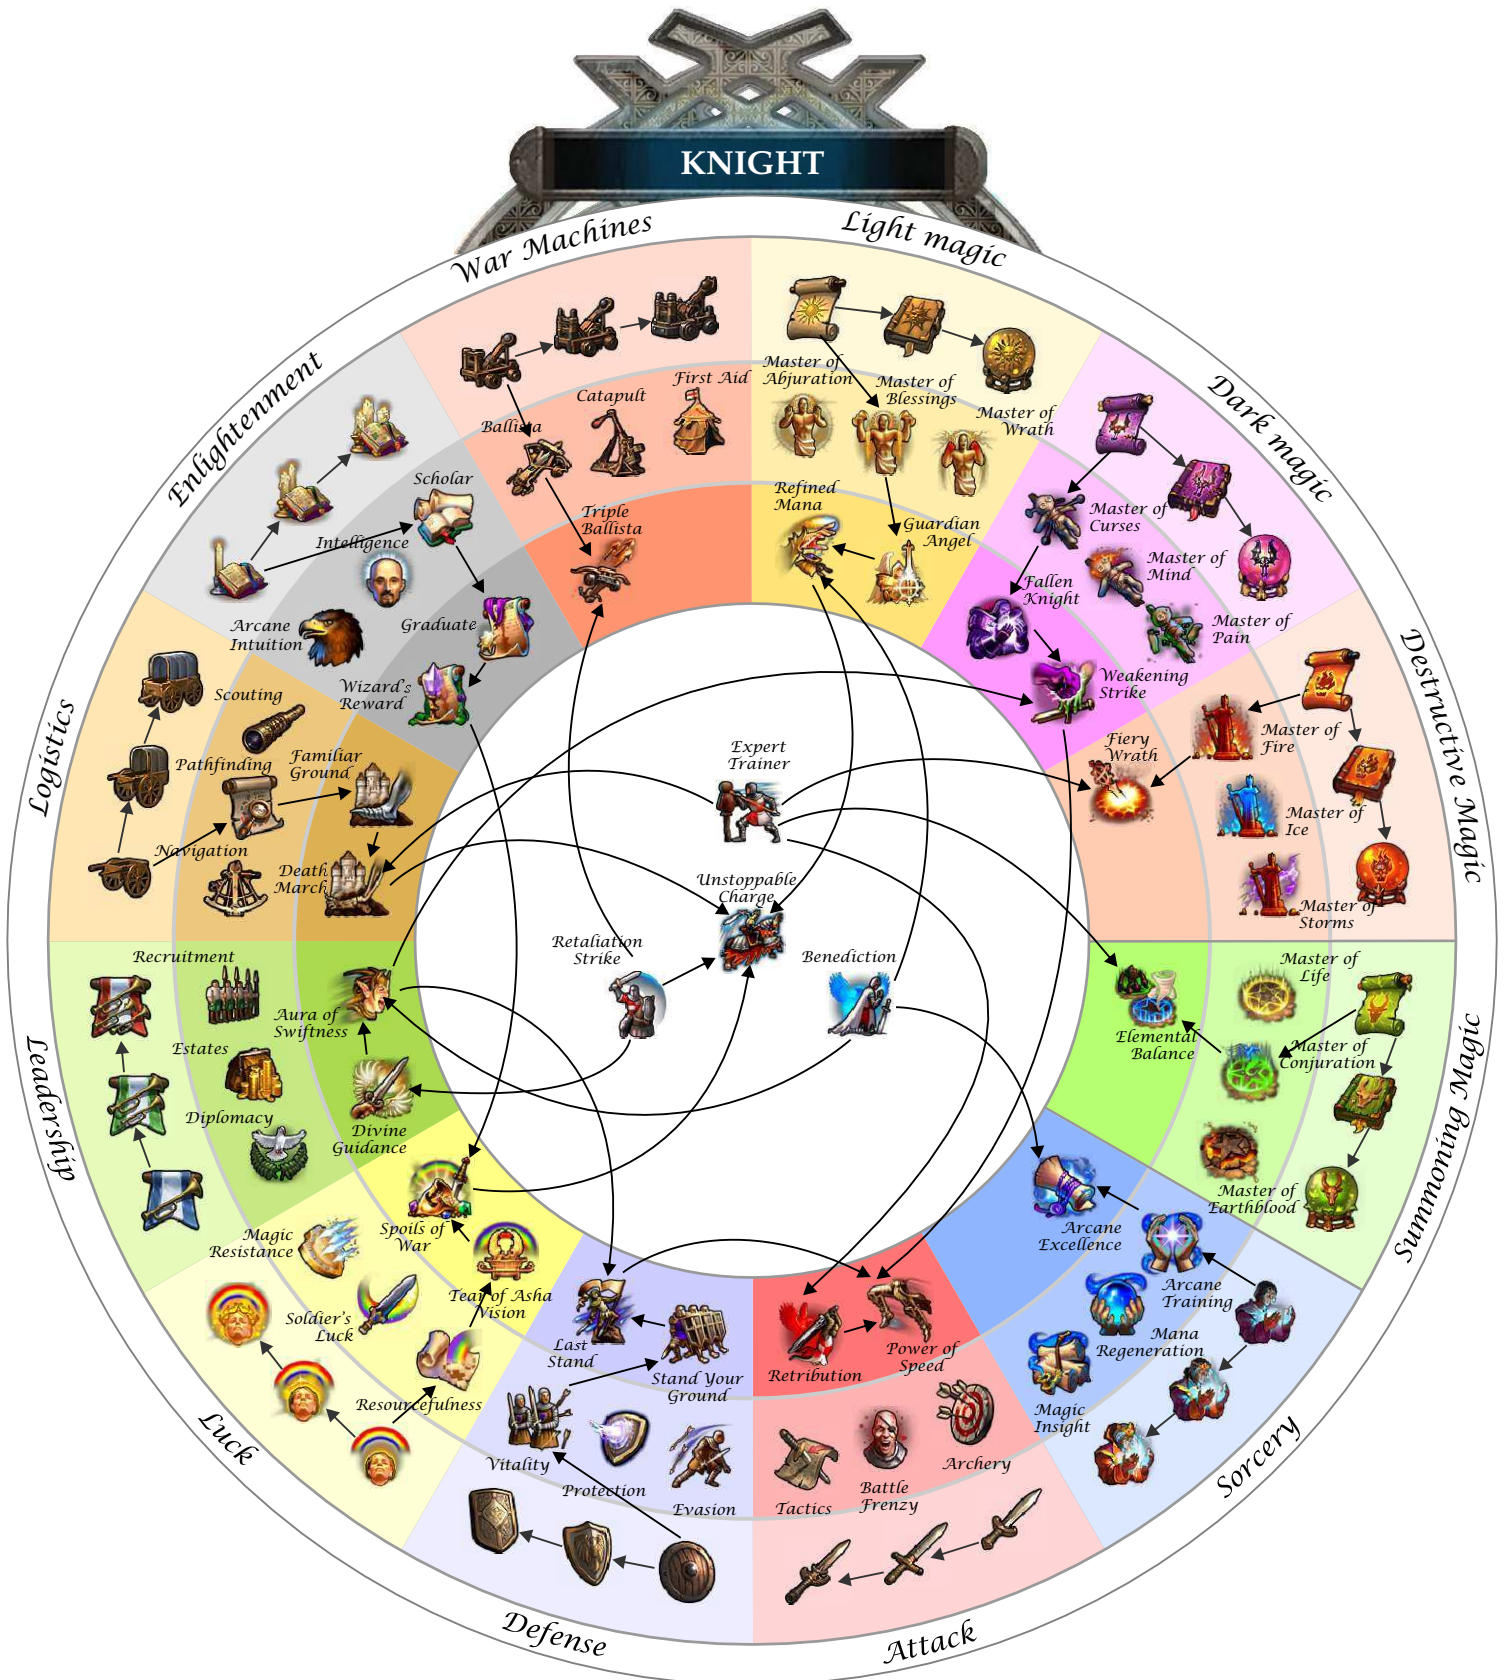 KNIGHT
War Machines
Light magic
Dark magic
Destructive Magic
Summoning Magic
Sorcery
Attack
Defense
Luck
Leadership
Logistics
Enlightenment
Ballista
Catapult
First Aid
Triple
Ballista
Master of
Abjuration
Master of
Blessings
Master of
Wrath
Refined
Mana
Guardian
Angel
Master of
Curses
Master of
Mind
Master of
Pain
Fallen
Knight
Weakening
Strike
Master of
Fire
Master of
Ice
Master of
Storms
Fiery
Wrath
Master of
Life
Master of
Conjuration
Master of
Earthblood
Elemental
Balance
Arcane
Excellence
Arcane
Training
Mana
Regeneration
Magic
Insight
Power of
Speed
Retribution
Archery
Battle
Frenzy
Tactics
Last
Stand
Stand Your
Ground
Vitality
Protection
Evasion
Spoils of
War
Tear of Asha
Vision
Magic
Resistance
Soldier's
Luck
Resourcefulness
Recruitment
Estates
Diplomacy
Aura of
Swiftness
Divine
Guidance
Scouting
Pathfinding
Navigation
Familiar
Ground
Death
March
Scholar
Intelligence
Arcane
Intuition
Graduate
Wizard's
Reward
Expert
Trainer
Unstoppable
Charge
Retaliation
Strike
Benediction